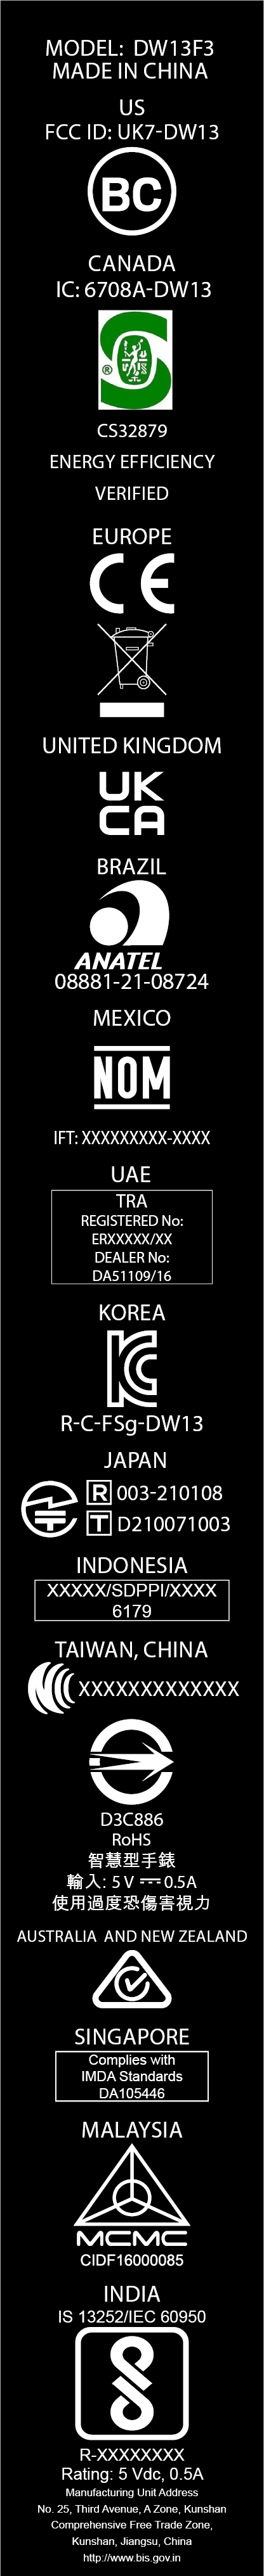 MODEL: DW13F3
MADE IN CHINA
US
FCC ID: UK7-DW13
BC
CANADA
IC: 6708A-DW13
®
CS32879
ENERGY EFFICIENCY
VERIFIED
EUROPE
CE
UNITED KINGDOM
UK
CA
BRAZIL
ANATEL
08881-21-08724
MEXICO
NOM
IFT: XXXXXXXXX-XXXX
UAE
TRA
REGISTERED No:
ERXXXXX/XX
DEALER No:
DA51109/16
KOREA
R-C-FSg-DW13
JAPAN
R 003-210108
T D210071003
INDONESIA
XXXXX/SDPPI/XXXX
6179
TAIWAN, CHINA
XXXXXXXXXXXXX
D3C886
RoHS
智慧型手錶
輸入: 5 V ⎓ 0.5A
使用過度恐傷害視力
AUSTRALIA AND NEW ZEALAND
SINGAPORE
Complies with
IMDA Standards
DA105446
MALAYSIA
MCMC
CIDF16000085
INDIA
IS 13252/IEC 60950
R-XXXXXXXX
Rating: 5 Vdc, 0.5A
Manufacturing Unit Address
No. 25, Third Avenue, A Zone, Kunshan
Comprehensive Free Trade Zone,
Kunshan, Jiangsu, China
http://www.bis.gov.in